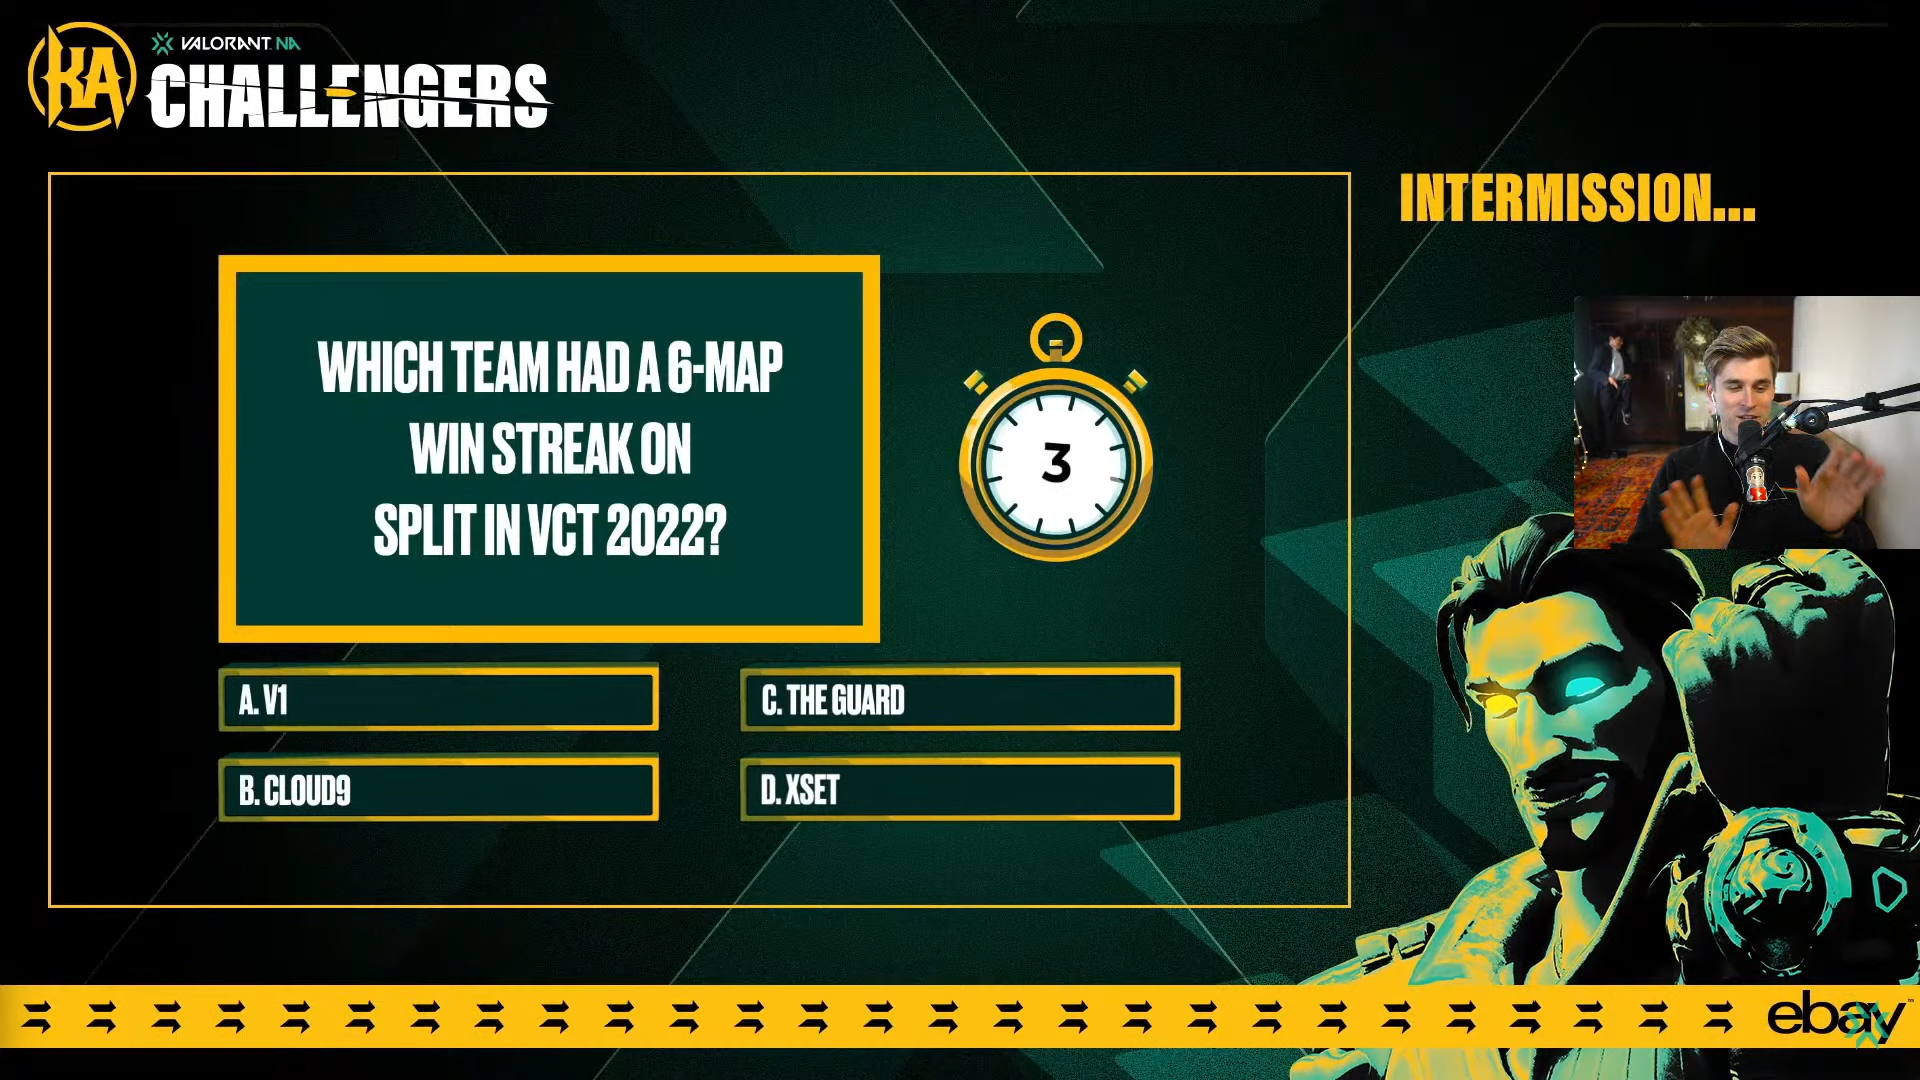 KA
VALORANT NA
CHALLENGERS
INTERMISSION...
WHICH TEAM HAD A 6-MAP
WIN STREAK ON
SPLIT IN VCT 2022?
3
A. V1
C. THE GUARD
B. CLOUD9
D. XSET
ebay